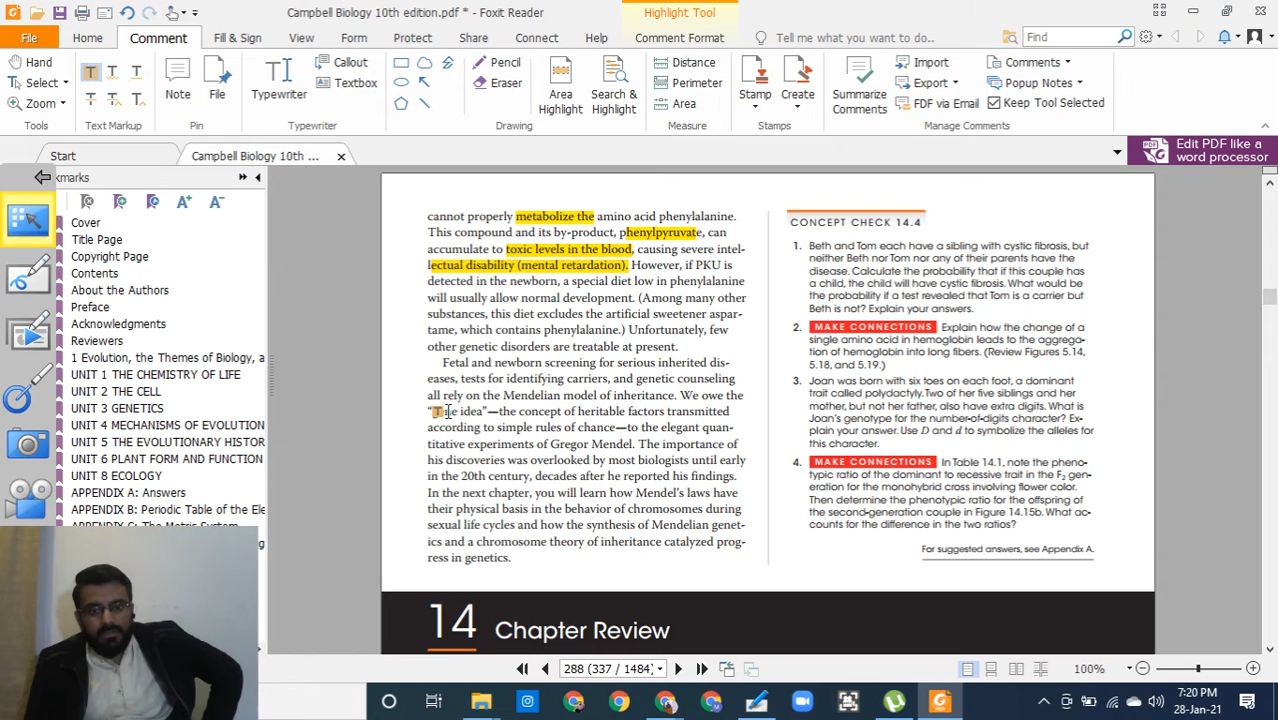 Campbell Biology 10th edition.pdf * - Foxit Reader
Highlight Tool
File
Home
Comment
Fill & Sign
View
Form
Protect
Share
Connect
Help
Comment Format
Tell me what you want to do..
Find
Hand
Select
Zoom
Tools
Text Markup
Note
File
Pin
Typewriter
Callout
Textbox
Typewriter
Pencil
Eraser
Drawing
Area Highlight
Search & Highlight
Distance
Perimeter
Area
Measure
Stamp
Create
Stamps
Summarize Comments
Import
Export
FDF via Email
Comments
Popup Notes
Keep Tool Selected
Manage Comments
Start
Campbell Biology 10th ...
Edit PDF like a
word processor
kmarks
Cover
Title Page
Copyright Page
Contents
About the Authors
Preface
Acknowledgments
Reviewers
1 Evolution, the Themes of Biology, a
UNIT 1 THE CHEMISTRY OF LIFE
UNIT 2 THE CELL
UNIT 3 GENETICS
UNIT 4 MECHANISMS OF EVOLUTION
UNIT 5 THE EVOLUTIONARY HISTORY
UNIT 6 PLANT FORM AND FUNCTION
UNIT 8 ECOLOGY
APPENDIX A: Answers
APPENDIX B: Periodic Table of the Ele
APPENDIX C: The Metric System
cannot properly metabolize the amino acid phenylalanine.
This compound and its by-product, phenylpyruvate, can
accumulate to toxic levels in the blood, causing severe intel-
lectual disability (mental retardation). However, if PKU is
detected in the newborn, a special diet low in phenylalanine
will usually allow normal development. (Among many other
substances, this diet excludes the artificial sweetener aspar-
tame, which contains phenylalanine.) Unfortunately, few
other genetic disorders are treatable at present.
Fetal and newborn screening for serious inherited dis-
eases, tests for identifying carriers, and genetic counseling
all rely on the Mendelian model of inheritance. We owe the
idea”—the concept of heritable factors transmitted
according to simple rules of chance—to the elegant quan-
titative experiments of Gregor Mendel. The importance of
his discoveries was overlooked by most biologists until early
in the 20th century, decades after he reported his findings.
In the next chapter, you will learn how Mendel’s laws have
their physical basis in the behavior of chromosomes during
sexual life cycles and how the synthesis of Mendelian genet-
ics and a chromosome theory of inheritance catalyzed prog-
ress in genetics.
CONCEPT CHECK 14.4
1. Beth and Tom each have a sibling with cystic fibrosis, but
neither Beth nor Tom nor any of their parents have the
disease. Calculate the probability that if this couple has
a child, the child will have cystic fibrosis. What would be
the probability if a test revealed that Tom is a carrier but
Beth is not? Explain your answers.
2. MAKE CONNECTIONS Explain how the change of a
single amino acid in hemoglobin leads to the aggrega-
tion of hemoglobin into long fibers. (Review Figures 5.14,
5.18, and 5.19.)
3. Joan was born with six toes on each foot, a dominant
trait called polydactyly. Two of her five siblings and her
mother, but not her father, also have extra digits. What is
Joan’s genotype for the number-of-digits character? Ex-
plain your answer. Use D and d to symbolize the alleles for
this character.
4. MAKE CONNECTIONS In Table 14.1, note the pheno-
typic ratio of the dominant to recessive trait in the F2 gen-
eration for the monohybrid cross involving flower color.
Then determine the phenotypic ratio for the offspring of
the second-generation couple in Figure 14.15b. What ac-
counts for the difference in the two ratios?
For suggested answers, see Appendix A.
14 Chapter Review
288 (337 / 1484)
100%
7:20 PM
28-Jan-21